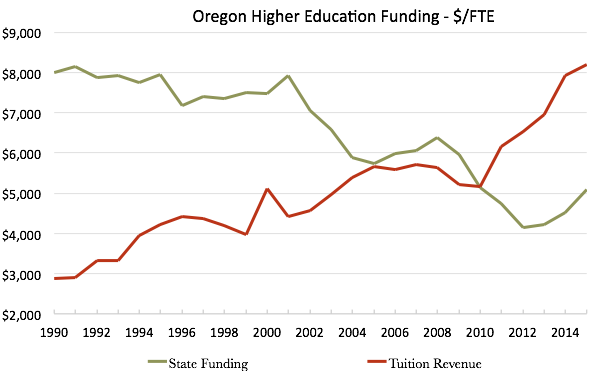 Oregon Higher Education Funding - $/FTE
$9,000
$8,000
$7,000
$6,000
$5,000
$4,000
$3,000
$2,000
1990 1992 1994 1996 1998 2000 2002 2004 2006 2008 2010 2012 2014
State Funding Tuition Revenue